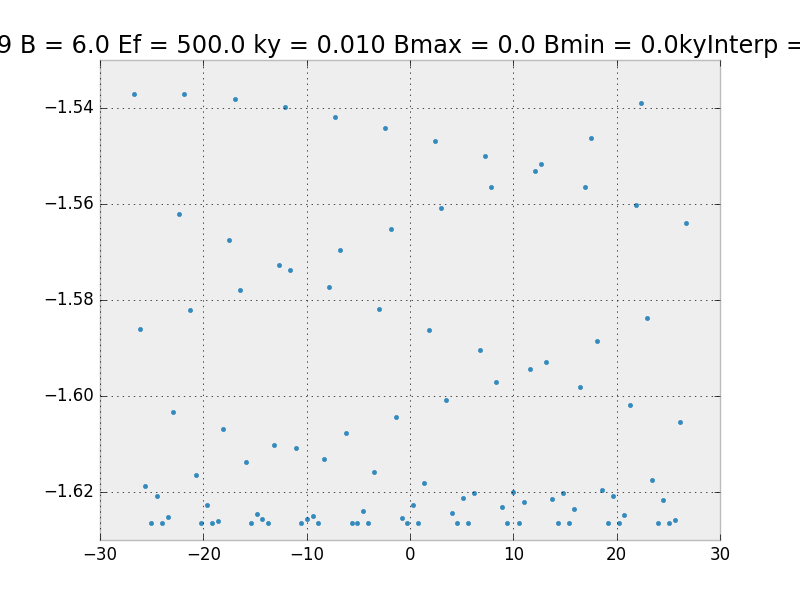 9 B = 6.0 Ef = 500.0 ky = 0.010 Bmax = 0.0 Bmin = 0.0kyInterp =
−1.54
−1.56
−1.58
−1.60
−1.62
−30 −20 −10 0 10 20 30